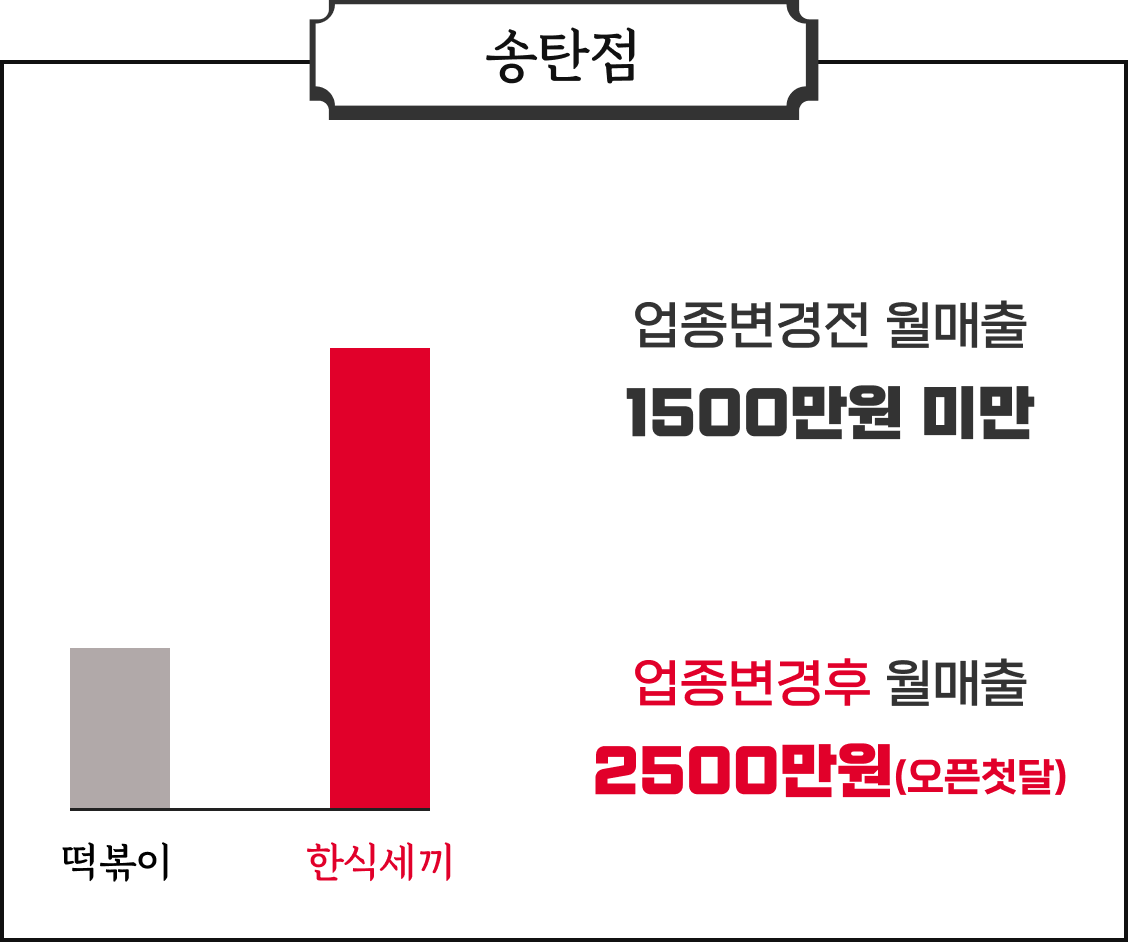 송탄점
업종변경전 월매출
1500만원 미만
업종변경후 월매출
2500만원(오픈첫달)
떡볶이
한식세끼